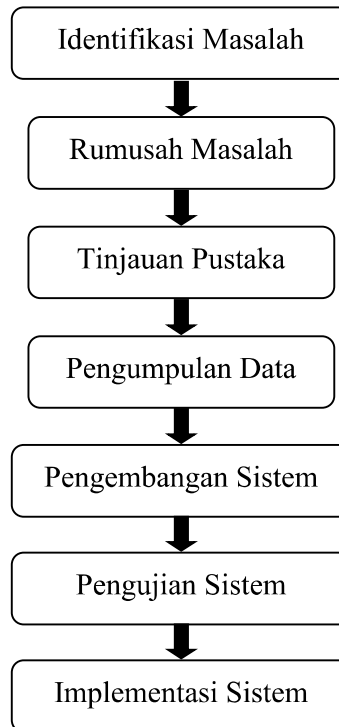 Identifikasi Masalah
Rumusah Masalah
Tinjauan Pustaka
Pengumpulan Data
Pengembangan Sistem
Pengujian Sistem
Implementasi Sistem